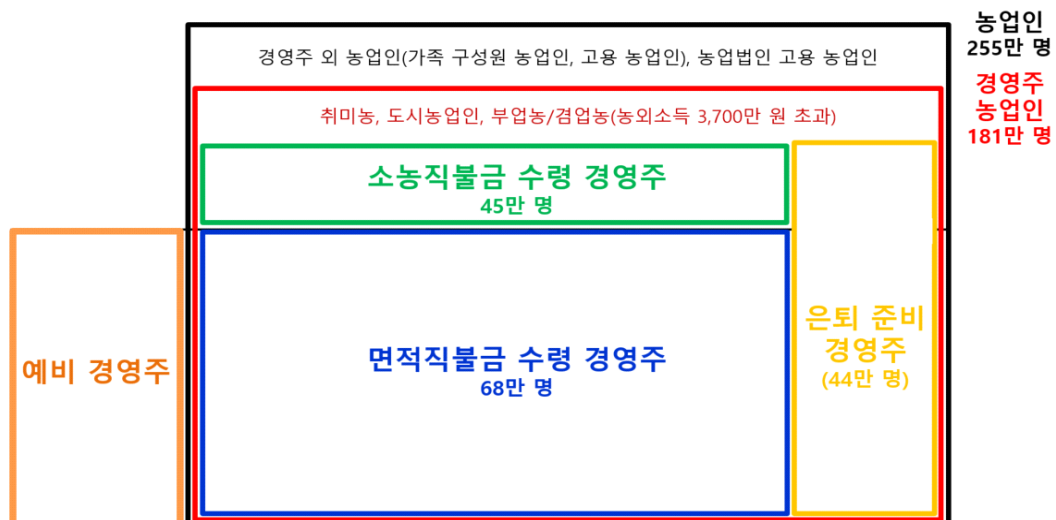 농업인
255만 명
경영주
농업인
181만 명
경영주 외 농업인(가족 구성원 농업인, 고용 농업인), 농업법인 고용 농업인
취미농, 도시농업인, 부업농/겸업농(농외소득 3,700만 원 초과)
소농직불금 수령 경영주
45만 명
예비 경영주
면적직불금 수령 경영주
68만 명
은퇴 준비
경영주
(44만 명)